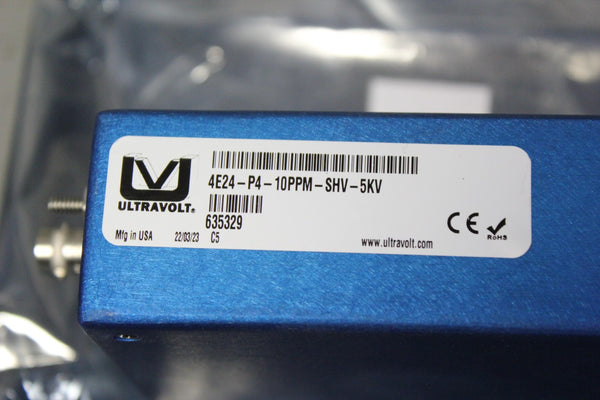 4E24-P4-10PPM-SHV-5KV
ULTRAVOLT®
635329
Mfg in USA 22/03/23 C5 www.ultravolt.com
CE
RoHS